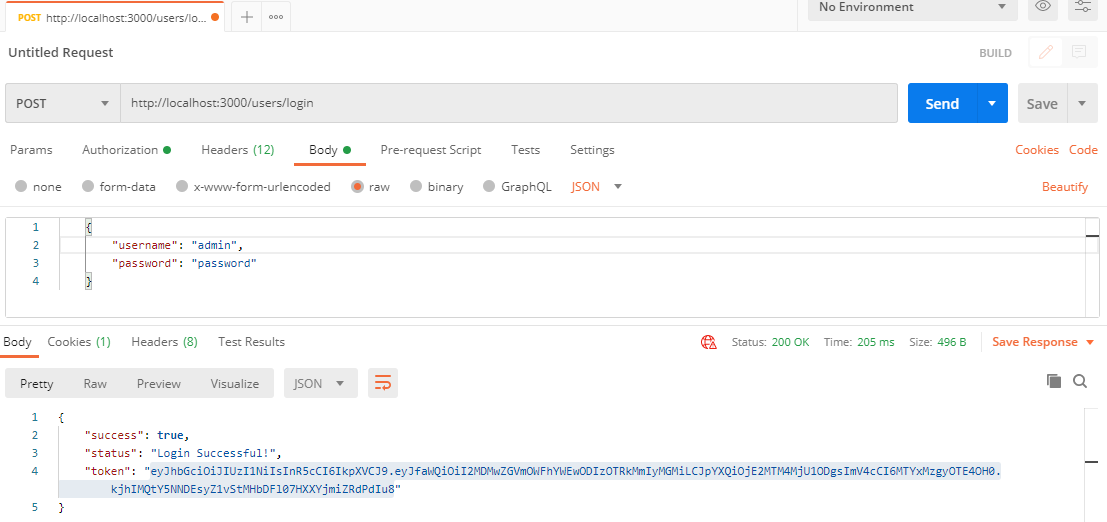 POST http://localhost:3000/users/lo...
No Environment
Untitled Request
BUILD
POST http://localhost:3000/users/login Send Save
Params Authorization Headers (12) Body Pre-request Script Tests Settings Cookies Code
none form-data x-www-form-urlencoded raw binary GraphQL JSON Beautify
1 {
2 "username": "admin",
3 "password": "password"
4 }
Body Cookies (1) Headers (8) Test Results Status: 200 OK Time: 205 ms Size: 496 B Save Response
Pretty Raw Preview Visualize JSON
1 {
2 "success": true,
3 "status": "Login Successful!",
4 "token": "eyJhbGciOiJIUzI1NiIsInR5cCI6IkpXVCJ9.eyJfaWQiOiI2MDMwZGVmOWFhYWEwODIzOTRkMmIyMGMiLCJpYXQiOjE2MTM4MjU1ODgsImV4cCI6MTYxMzgyOTE4OH0.
kjhIMQtY5NNDEsyZ1vStMHbDFl07HXXYjmiZRdPdIu8"
5 }